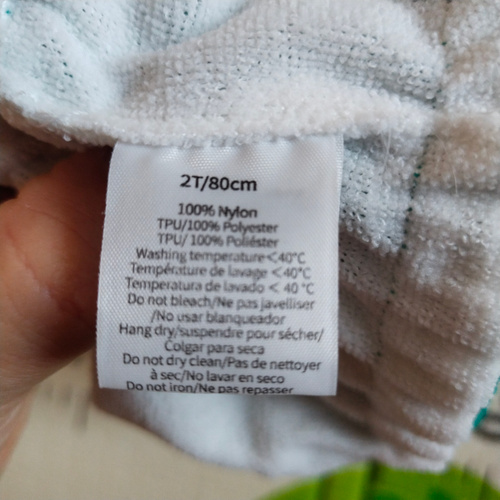 2T/80cm
100% Nylon
TPU/100% Polyester
TPU/ 100% Poliéster
Washing temperature<40°C
Température de lavage <40°C
Temperatura de lavado < 40 °C
Do not bleach/Ne pas javelliser
/No usar blanqueador
Hang dry/suspendre pour sécher/
Colgar para seca
Do not dry clean/Pas de nettoyer
à sec/No lavar en seco
Do not iron/Ne pas repasser